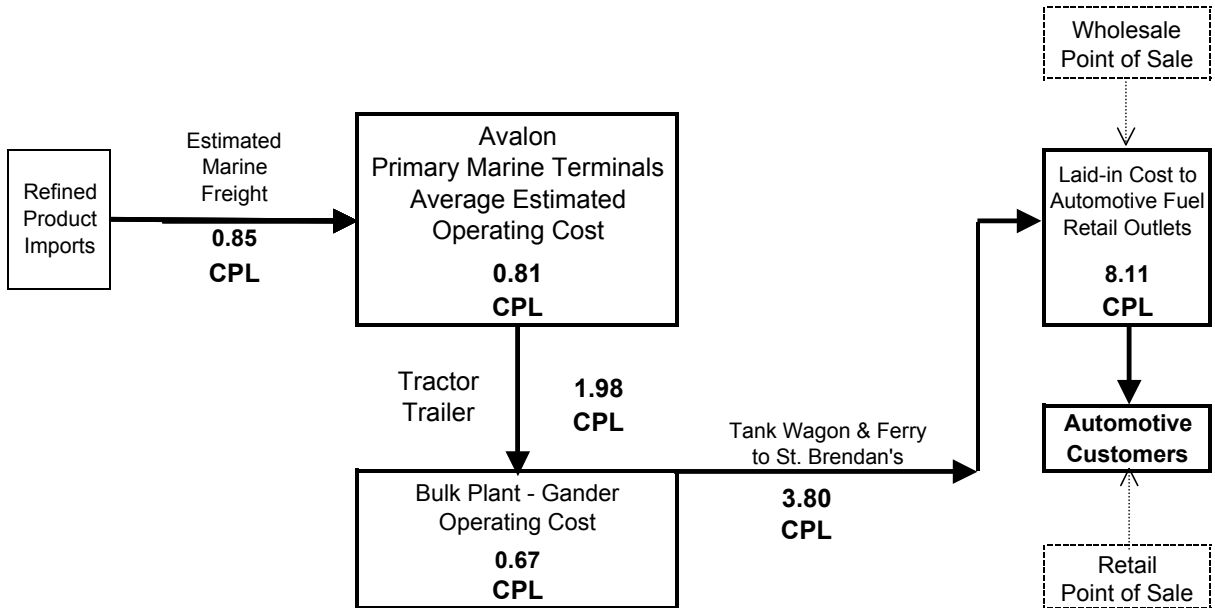 Refined
Product
Imports
Estimated
Marine
Freight
0.85
CPL
Avalon
Primary Marine Terminals
Average Estimated
Operating Cost
0.81
CPL
Tractor
Trailer
1.98
CPL
Bulk Plant - Gander
Operating Cost
0.67
CPL
Tank Wagon & Ferry
to St. Brendan's
3.80
CPL
Wholesale
Point of Sale
Laid-in Cost to
Automotive Fuel
Retail Outlets
8.11
CPL
Automotive
Customers
Retail
Point of Sale